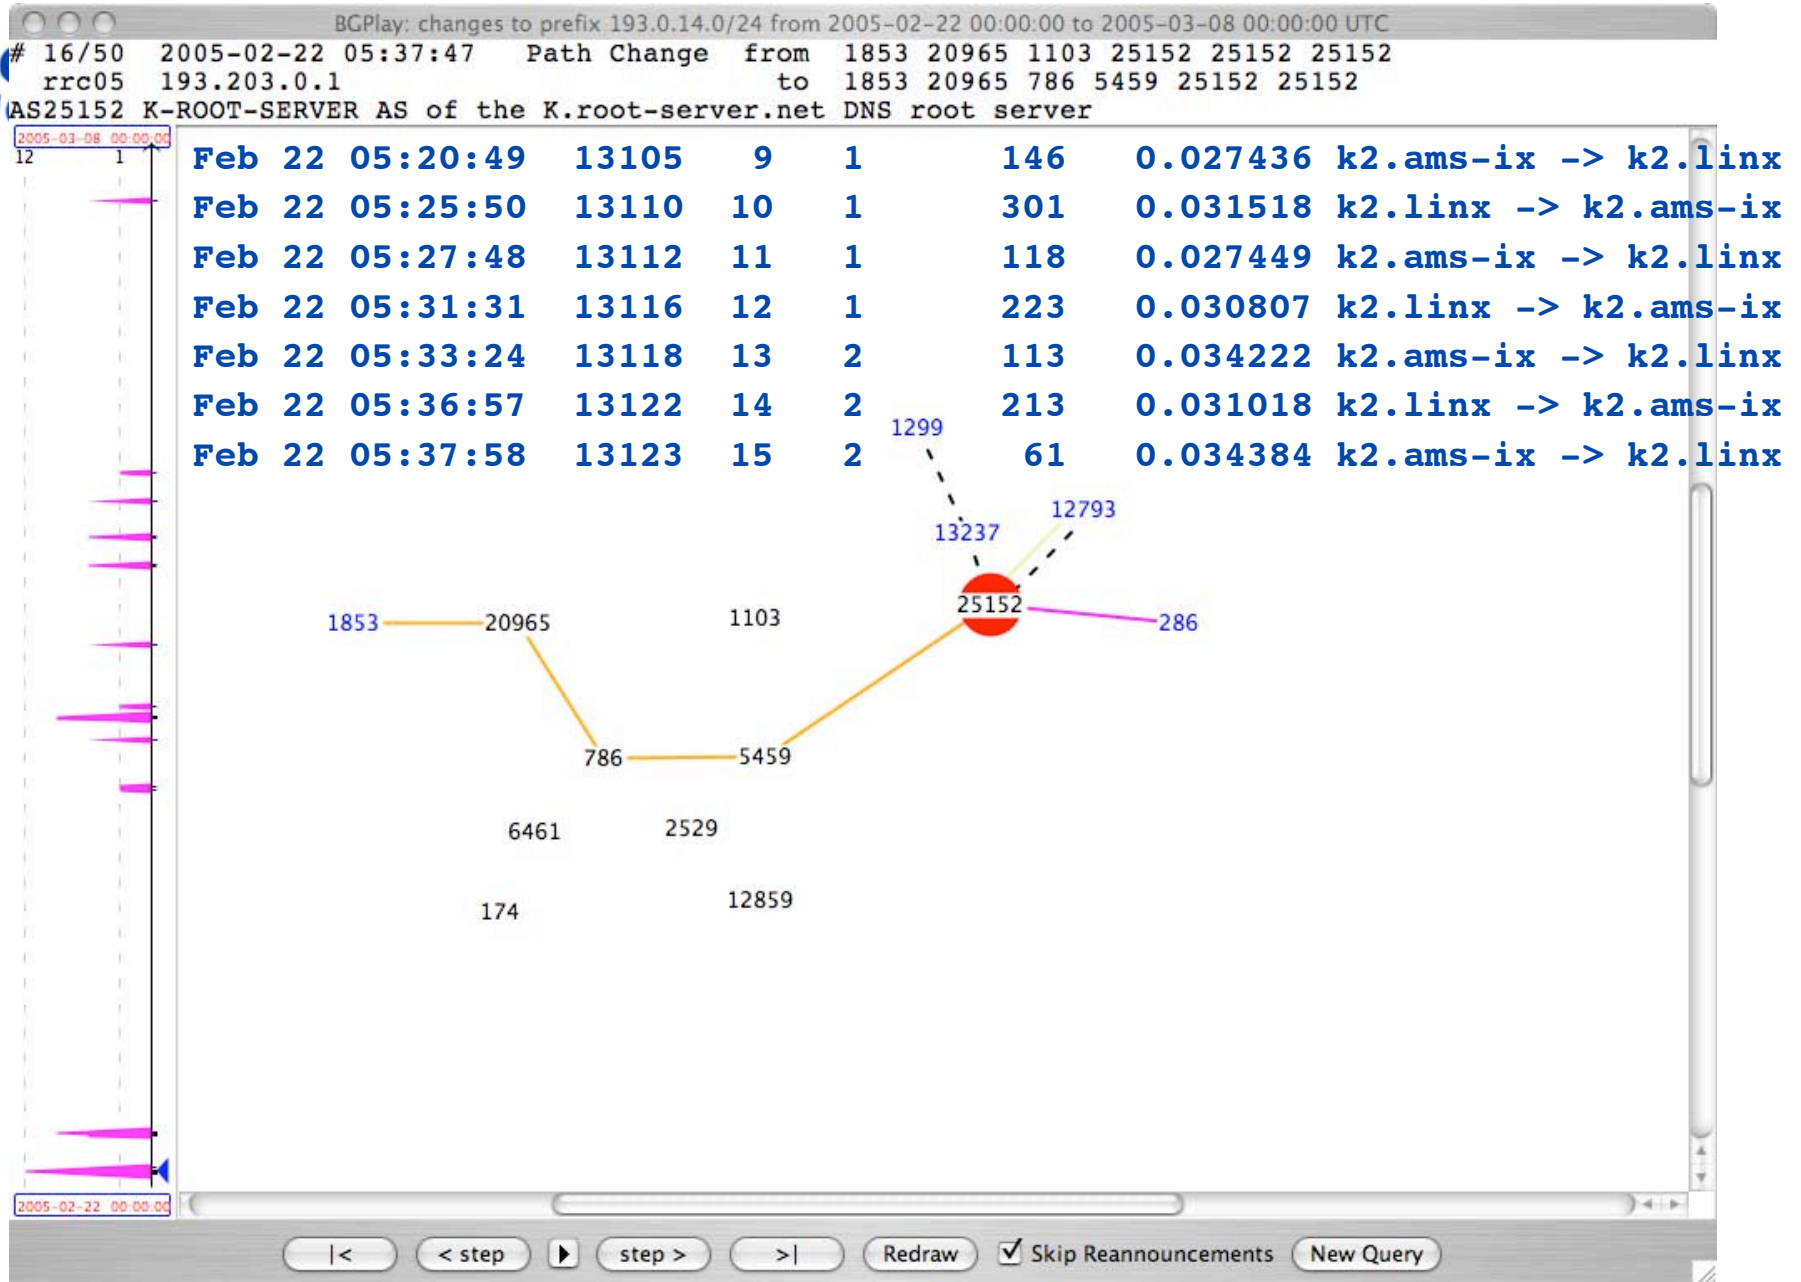 BGPlay: changes to prefix 193.0.14.0/24 from 2005-02-22 00:00:00 to 2005-03-08 00:00:00 UTC
# 16/50 2005-02-22 05:37:47 Path Change from 1853 20965 1103 25152 25152 25152
rrc05 193.203.0.1 to 1853 20965 786 5459 25152 25152
AS25152 K-ROOT-SERVER AS of the K.root-server.net DNS root server
2005-03-08 00:00:00
12 1
Feb 22 05:20:49 13105 9 1 146 0.027436 k2.ams-ix -> k2.linx
Feb 22 05:25:50 13110 10 1 301 0.031518 k2.linx -> k2.ams-ix
Feb 22 05:27:48 13112 11 1 118 0.027449 k2.ams-ix -> k2.linx
Feb 22 05:31:31 13116 12 1 223 0.030807 k2.linx -> k2.ams-ix
Feb 22 05:33:24 13118 13 2 113 0.034222 k2.ams-ix -> k2.linx
Feb 22 05:36:57 13122 14 2 213 0.031018 k2.linx -> k2.ams-ix
Feb 22 05:37:58 13123 15 2 61 0.034384 k2.ams-ix -> k2.linx
1299
12793
13237
25152
1853 20965 1103 286
786 5459
6461 2529
174 12859
2005-02-22 00:00:00
|< < step step > >| Redraw Skip Reannouncements New Query